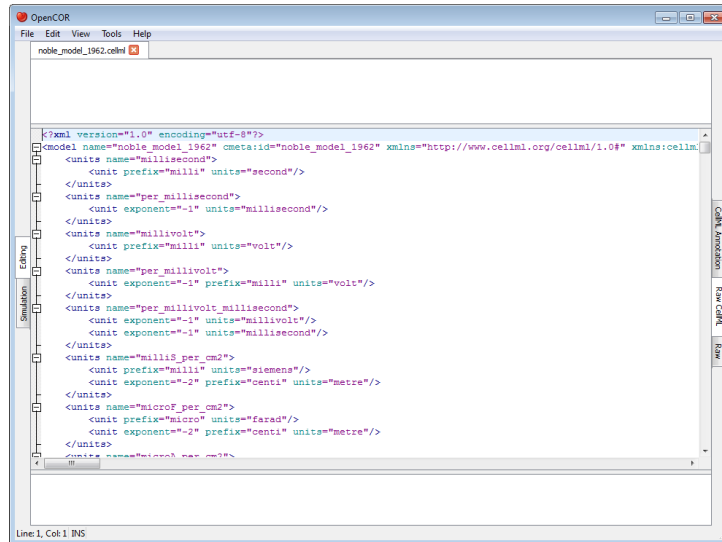 OpenCOR
File Edit View Tools Help
noble_model_1962.cellml
<?xml version="1.0" encoding="utf-8"?>
<model name="noble_model_1962" cmeta:id="noble_model_1962" xmlns="http://www.cellml.org/cellml/1.0#" xmlns:cellml
<units name="millisecond">
<unit prefix="milli" units="second"/>
</units>
<units name="per_millisecond">
<unit exponent="-1" units="millisecond"/>
</units>
<units name="millivolt">
<unit prefix="milli" units="volt"/>
</units>
<units name="per_millivolt">
<unit exponent="-1" prefix="milli" units="volt"/>
</units>
<units name="per_millivolt_millisecond">
<unit exponent="-1" units="millivolt"/>
<unit exponent="-1" units="millisecond"/>
</units>
<units name="milliS_per_cm2">
<unit prefix="milli" units="siemens"/>
<unit exponent="-2" prefix="centi" units="metre"/>
</units>
<units name="microF_per_cm2">
<unit prefix="micro" units="farad"/>
<unit exponent="-2" prefix="centi" units="metre"/>
</units>
<units name="microA_per_cm2">
Editing
Simulation
CellML Annotation
Raw CellML
Raw
Line: 1, Col: 1 INS